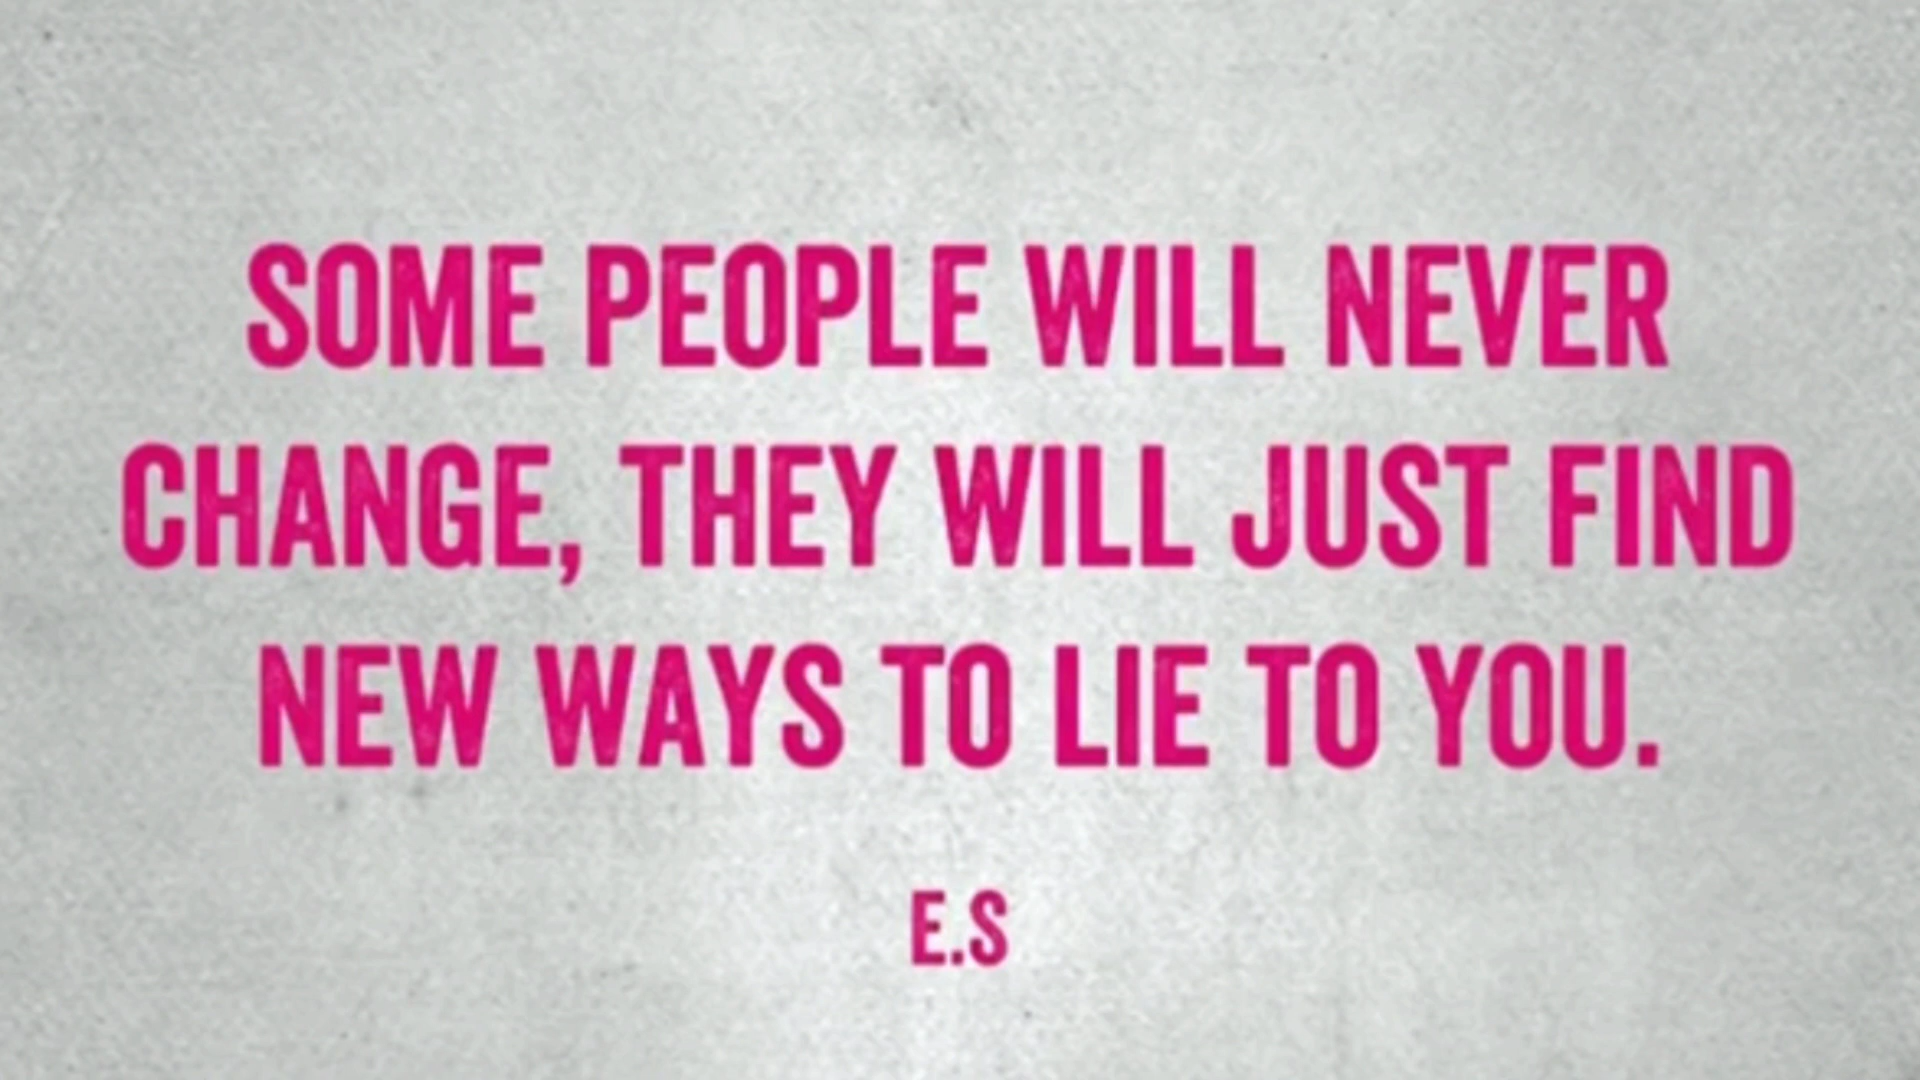 SOME PEOPLE WILL NEVER
CHANGE, THEY WILL JUST FIND
NEW WAYS TO LIE TO YOU.
E.S